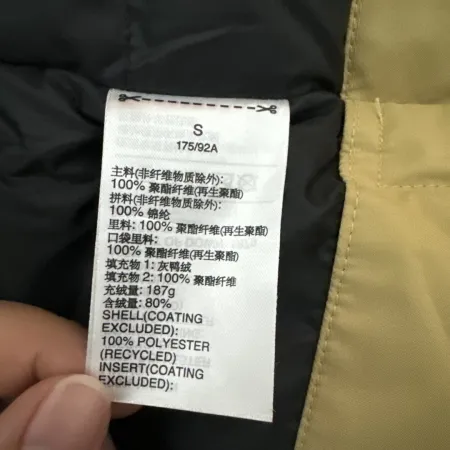 S
175/92A
主料(非纤维物质除外):
100% 聚酯纤维(再生聚酯)
拼料(非纤维物质除外):
100% 锦纶
里料: 100% 聚酯纤维(再生聚酯)
口袋里料:
100% 聚酯纤维(再生聚酯)
填充物 1: 灰鸭绒
填充物 2: 100% 聚酯纤维
充绒量: 187g
含绒量: 80%
SHELL(COATING
EXCLUDED):
100% POLYESTER
(RECYCLED)
INSERT(COATING
EXCLUDED):